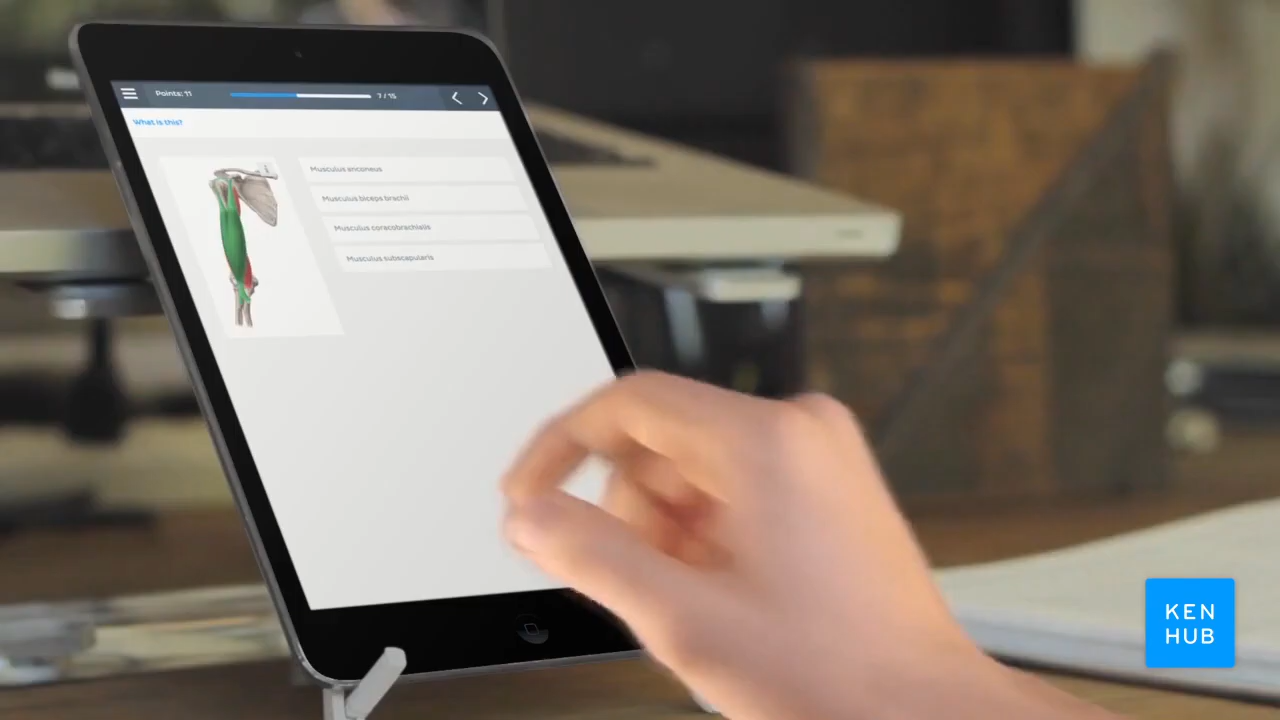 Points: 11
7 / 15
What is this?
Musculus anconeus
Musculus biceps brachii
Musculus coracobrachialis
Musculus subscapularis
KEN
HUB